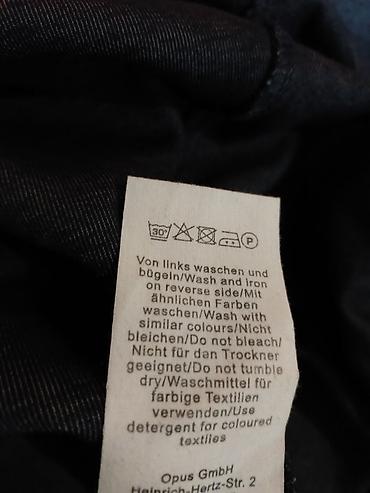 30°
P
Von links waschen und
bügeln/Wash and iron
on reverse side/Mit
ähnlichen Farben
waschen/Wash with
similar colours/Nicht
bleichen/Do not bleach/
Nicht für den Trockner
geeignet/Do not tumble
dry/Waschmittel für
farbige Textilien
verwenden/Use
detergent for coloured
textiles
Opus GmbH
Heinrich-Hertz-Str. 2